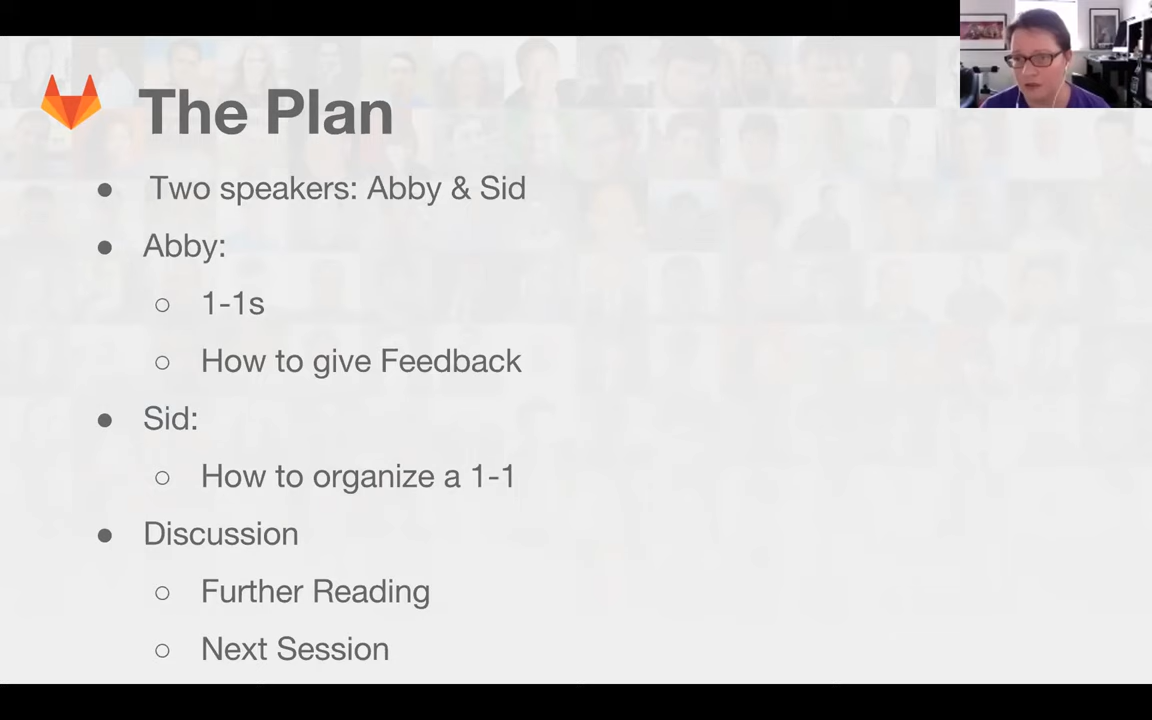 The Plan
● Two speakers: Abby & Sid
● Abby:
○ 1-1s
○ How to give Feedback
● Sid:
○ How to organize a 1-1
● Discussion
○ Further Reading
○ Next Session